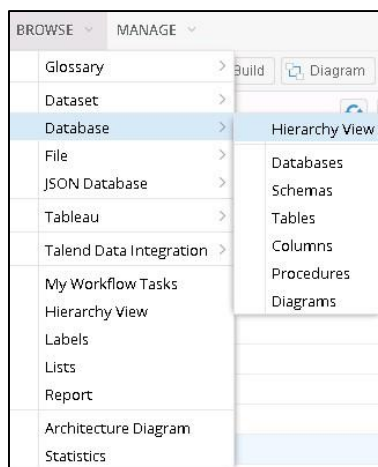 BROWSE MANAGE
Glossary
Build
Diagram
Dataset
Database
File
JSON Database
Tableau
Talend Data Integration
My Workflow Tasks
Hierarchy View
Labels
Lists
Report
Architecture Diagram
Statistics
Hierarchy View
Databases
Schemas
Tables
Columns
Procedures
Diagrams